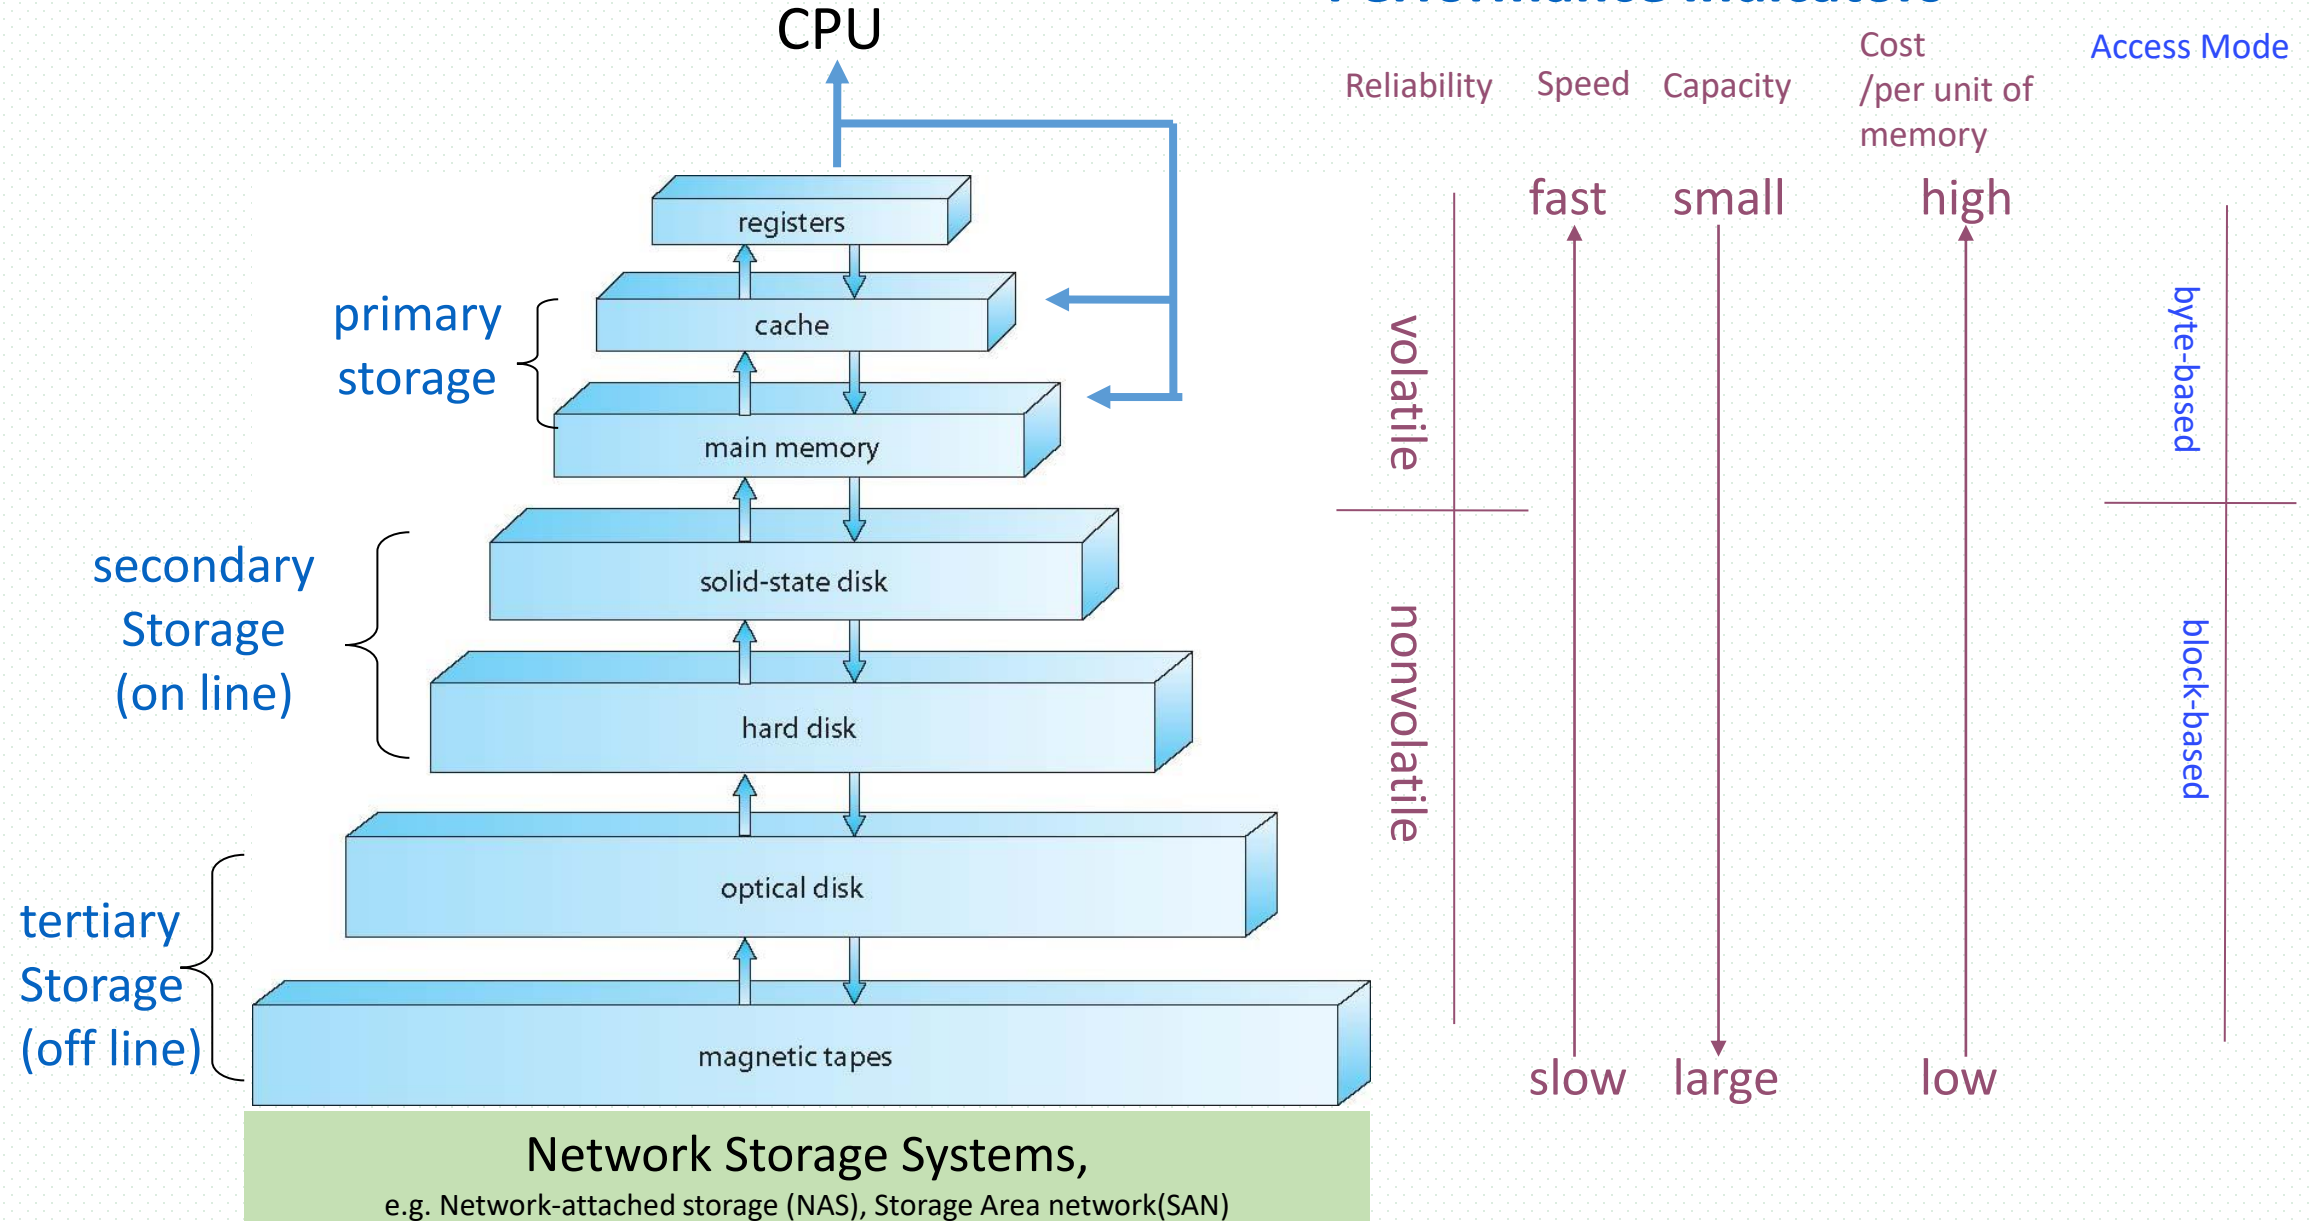 Performance Indicators
CPU
Reliability
Speed
Capacity
Cost
/per unit of
memory
Access Mode
fast
small
high
registers
cache
main memory
solid-state disk
hard disk
optical disk
magnetic tapes
primary
storage
secondary
Storage
(on line)
tertiary
Storage
(off line)
volatile
nonvolatile
byte-based
block-based
slow
large
low
Network Storage Systems,
e.g. Network-attached storage (NAS), Storage Area network(SAN)